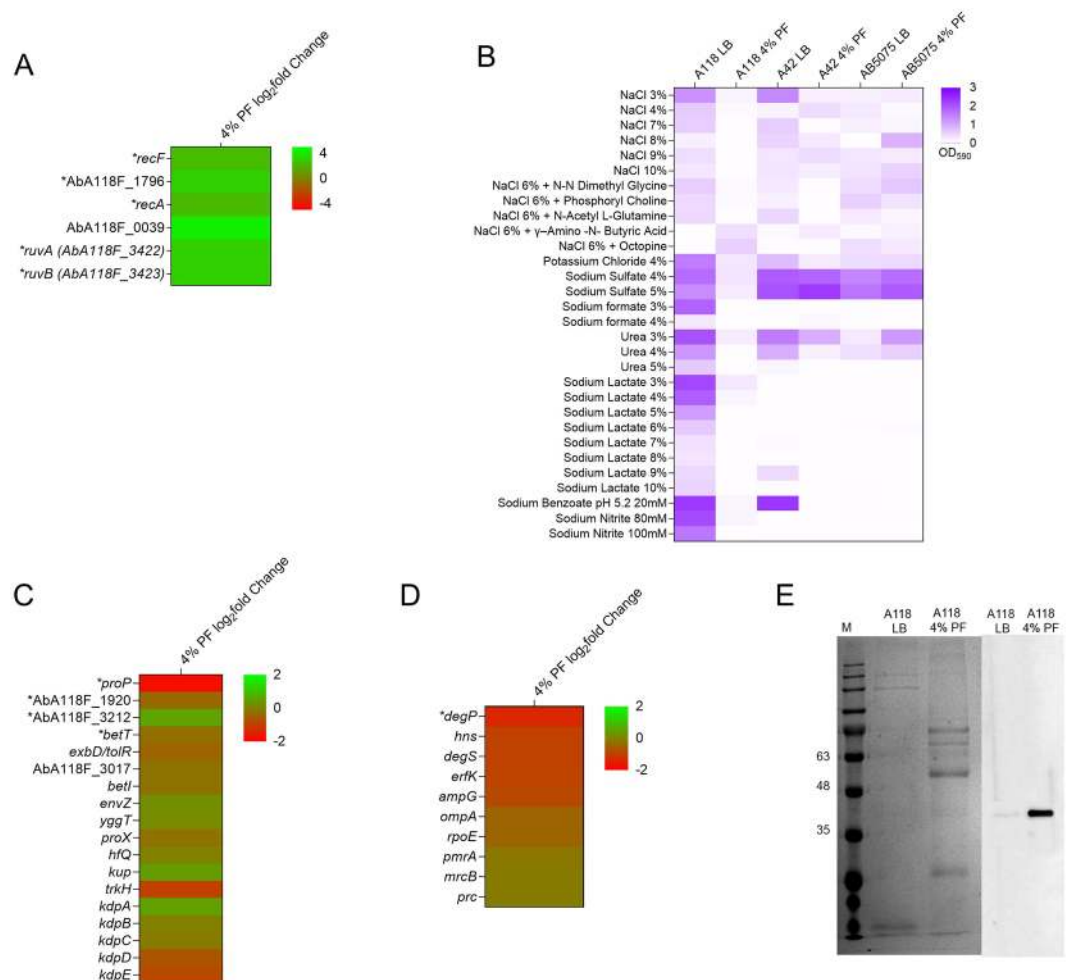 A
4% PF log₂fold Change
*recF
*AbA118F_1796
*recA
AbA118F_0039
*ruvA (AbA118F_3422)
*ruvB (AbA118F_3423)
4
2
0
-2
-4
B
A118 LB
A118 4% PF
A42 LB
A42 4% PF
AB5075 LB
AB5075 4% PF
NaCl 3%
NaCl 4%
NaCl 7%
NaCl 8%
NaCl 9%
NaCl 10%
NaCl 6% + N-N Dimethyl Glycine
NaCl 6% + Phosphoryl Choline
NaCl 6% + N-Acetyl L-Glutamine
NaCl 6% + γ–Amino -N- Butyric Acid
NaCl 6% + Octopine
Potassium Chloride 4%
Sodium Sulfate 4%
Sodium Sulfate 5%
Sodium formate 3%
Sodium formate 4%
Urea 3%
Urea 4%
Urea 5%
Sodium Lactate 3%
Sodium Lactate 4%
Sodium Lactate 5%
Sodium Lactate 6%
Sodium Lactate 7%
Sodium Lactate 8%
Sodium Lactate 9%
Sodium Lactate 10%
Sodium Benzoate pH 5.2 20mM
Sodium Nitrite 80mM
Sodium Nitrite 100mM
3
2
1
0
OD₅₉₀
C
4% PF log₂fold Change
*proP
*AbA118F_1920
*AbA118F_3212
*betT
exbD/tolR
AbA118F_3017
betI
envZ
yggT
proX
hfQ
kup
trkH
kdpA
kdpB
kdpC
kdpD
kdpE
2
0
-2
D
4% PF log₂fold Change
*degP
hns
degS
erfK
ampG
ompA
rpoE
pmrA
mrcB
prc
2
0
-2
E
M
A118 LB
A118 4% PF
A118 LB
A118 4% PF
63
48
35